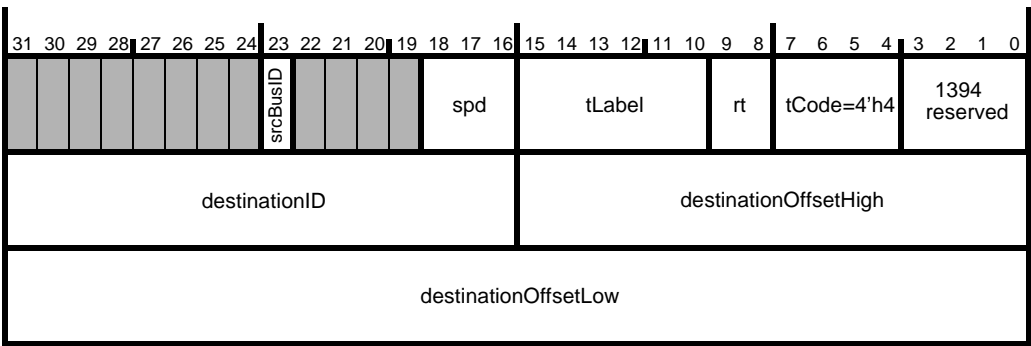 31 30 29 28 27 26 25 24 23 22 21 20 19 18 17 16 15 14 13 12 11 10 9 8 7 6 5 4 3 2 1 0
srcBusID spd tLabel rt tCode=4'h4 1394
reserved
destinationID destinationOffsetHigh
destinationOffsetLow